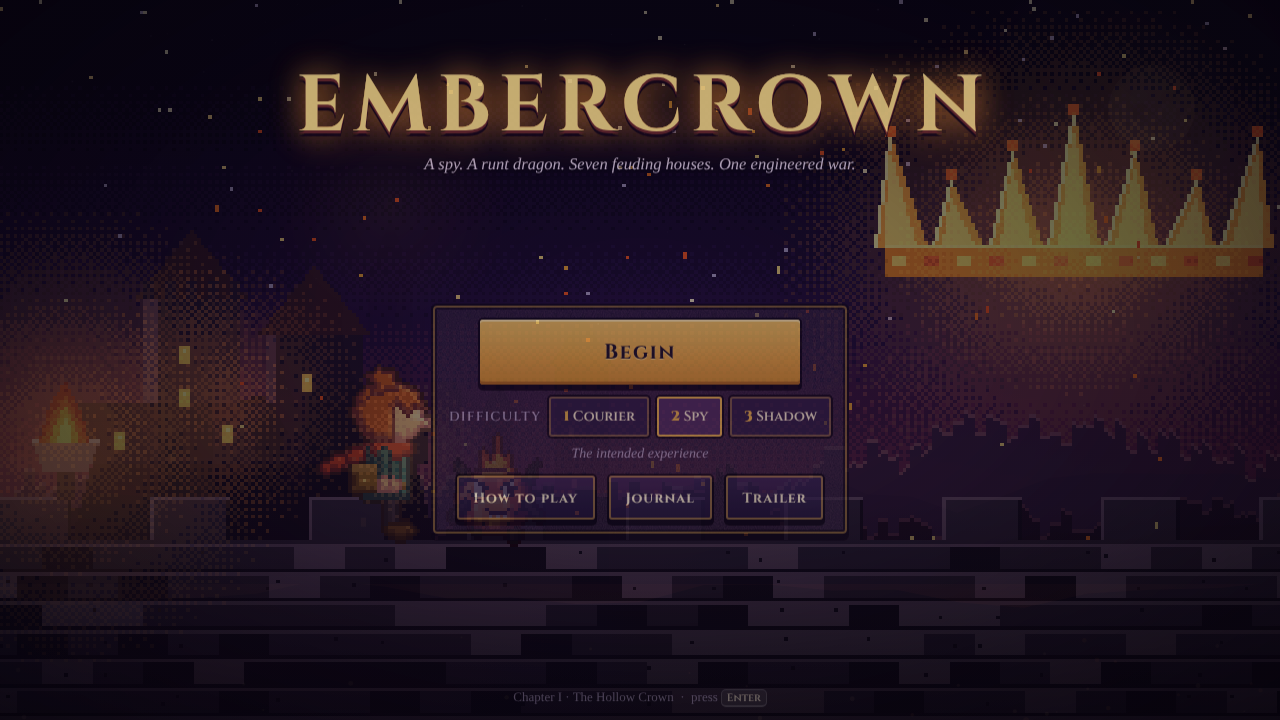 EMBERCROWN
A spy. A runt dragon. Seven feuding houses. One engineered war.
Begin
DIFFICULTY 1 Courier 2 Spy 3 Shadow
The intended experience
How to play Journal Trailer
Chapter I · The Hollow Crown · press Enter